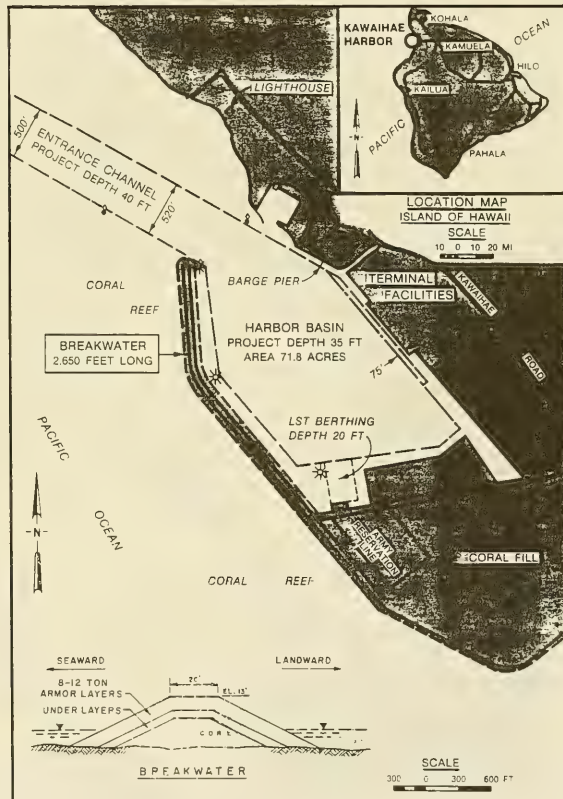 KAWAIHAE
HARBOR
KOHALA
OCEAN
KAMUELA
HILO
KAILUA
-N-
PACIFIC
PAHALA
LOCATION MAP
ISLAND OF HAWAII
SCALE
10 0 10 20 MI
LIGHTHOUSE
500'
ENTRANCE CHANNEL
PROJECT DEPTH 40 FT
520'
CORAL
REEF
BARGE PIER
TERMINAL
FACILITIES
KAWAIHAE
ROAD
HARBOR BASIN
PROJECT DEPTH 35 FT
AREA 71.8 ACRES
75'
BREAKWATER
2,650 FEET LONG
LST BERTHING
DEPTH 20 FT
PACIFIC
OCEAN
-N-
ARMY
RESERVATION
LINE
CORAL FILL
CORAL REEF
SEAWARD
LANDWARD
8-12 TON
ARMOR LAYERS
UNDER LAYERS
EL. 13'
CORE
BREAKWATER
SCALE
300 0 300 600 FT